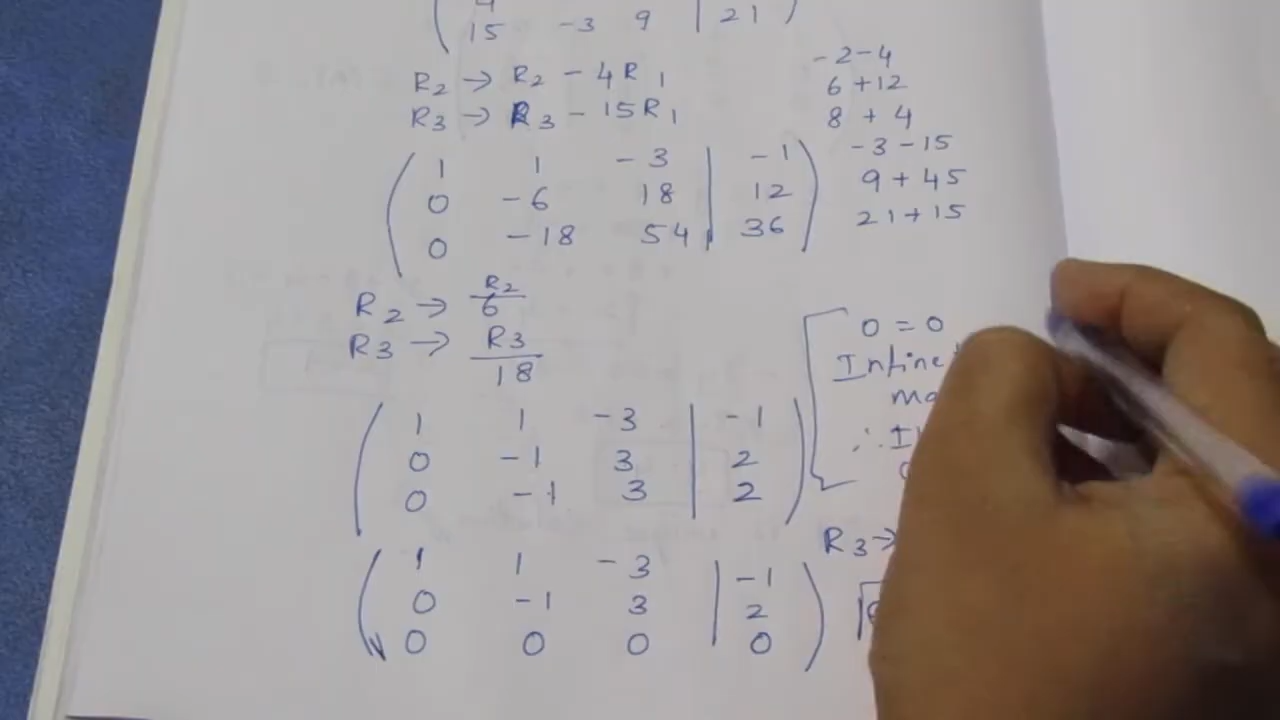 15 -3 9 | 21
R2 → R2 - 4R1
R3 → R3 - 15R1
-2-4
6+12
8+4
-3-15
9+45
21+15
1 1 -3 | -1
0 -6 18 | 12
0 -18 54 | 36
R2 → R2/6
R3 → R3/18
1 1 -3 | -1
0 -1 3 | 2
0 -1 3 | 2
0 = 0
R3 →
1 1 -3 | -1
0 -1 3 | 2
0 0 0 | 0